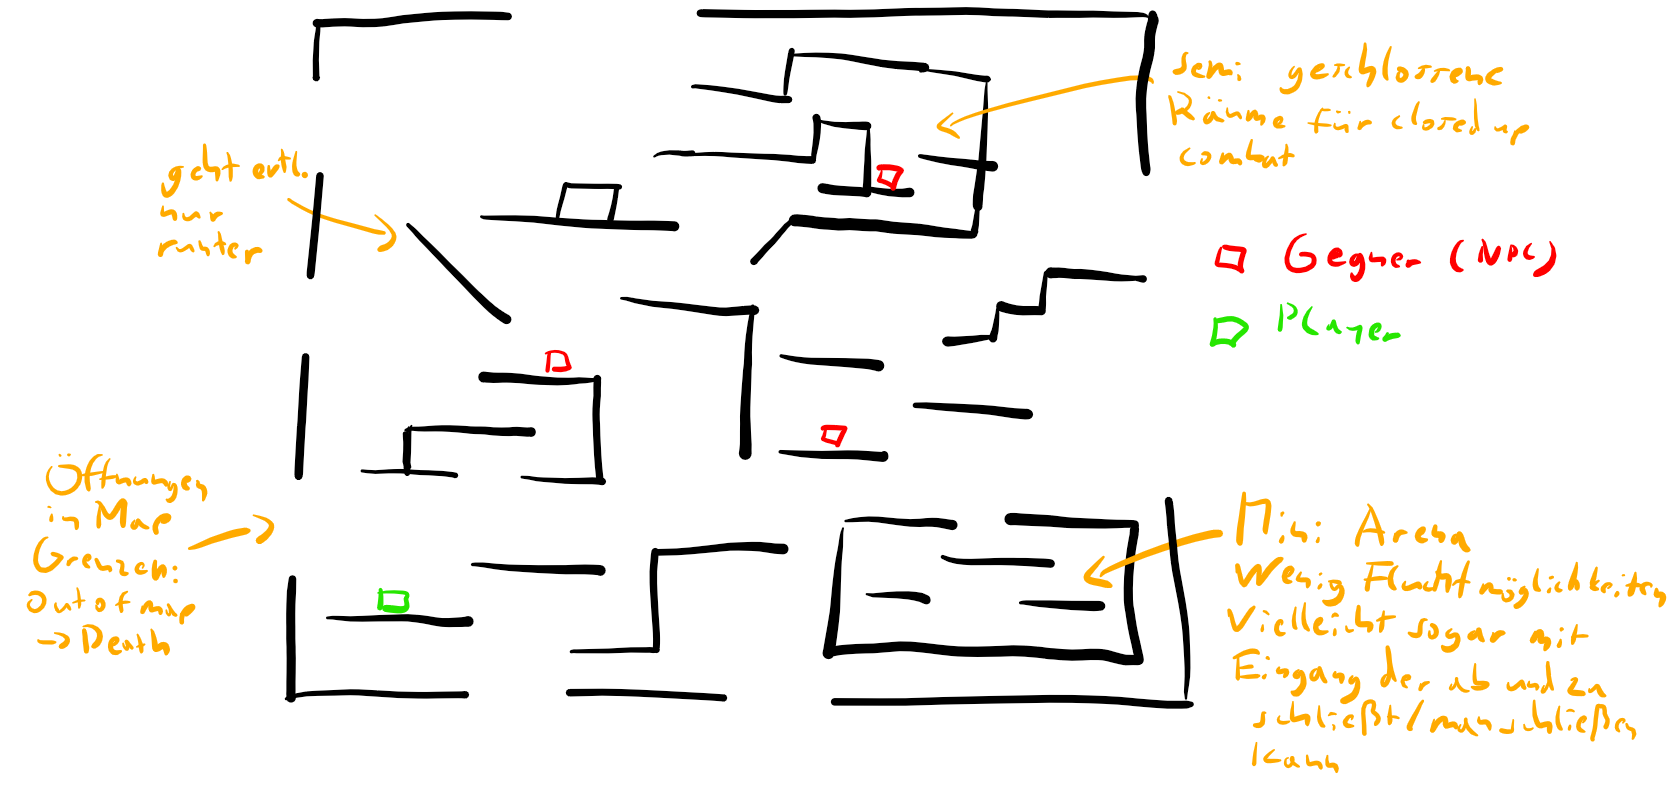 semi geschlossene
Räume für closed up
combat
geht evtl.
nur
runter
Gegner (NPC)
Player
Öffnungen
in Map
Grenzen:
Out of map
-> Death
Mini Arena
Wenig Fluchtmöglichkeiten
Vielleicht sogar mit
Eingang der ab und zu
schließt/man schließen
kann